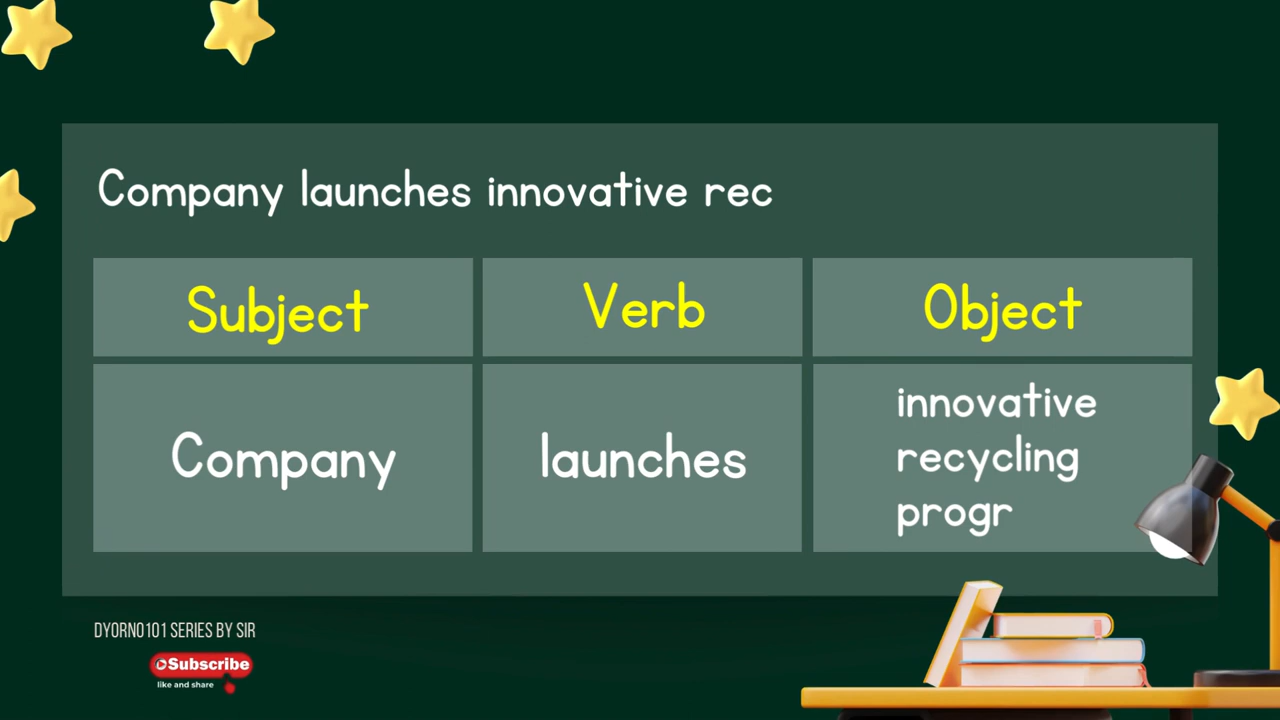 Company launches innovative rec
Subject Verb Object
Company launches innovative
recycling
progr
DYORNO101 SERIES BY SIR
Subscribe
like and share